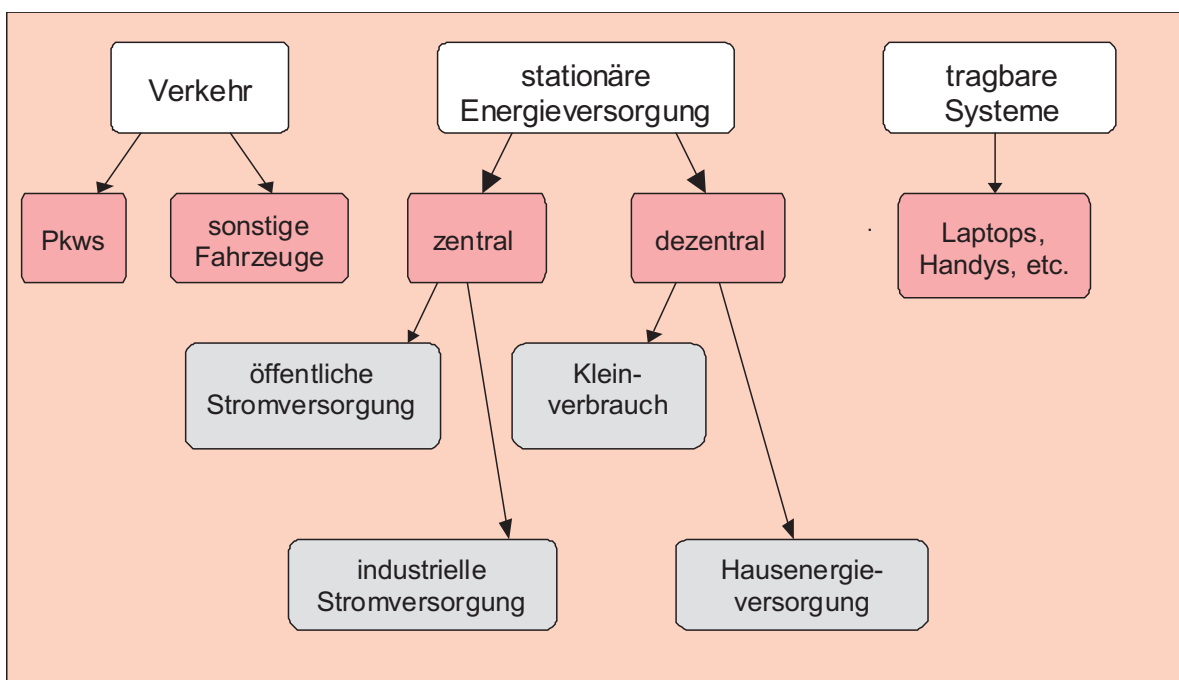 Verkehr
stationäre
Energieversorgung
tragbare
Systeme
Pkws
sonstige
Fahrzeuge
zentral
dezentral
Laptops,
Handys, etc.
öffentliche
Stromversorgung
Klein-
verbrauch
industrielle
Stromversorgung
Hausenergie-
versorgung